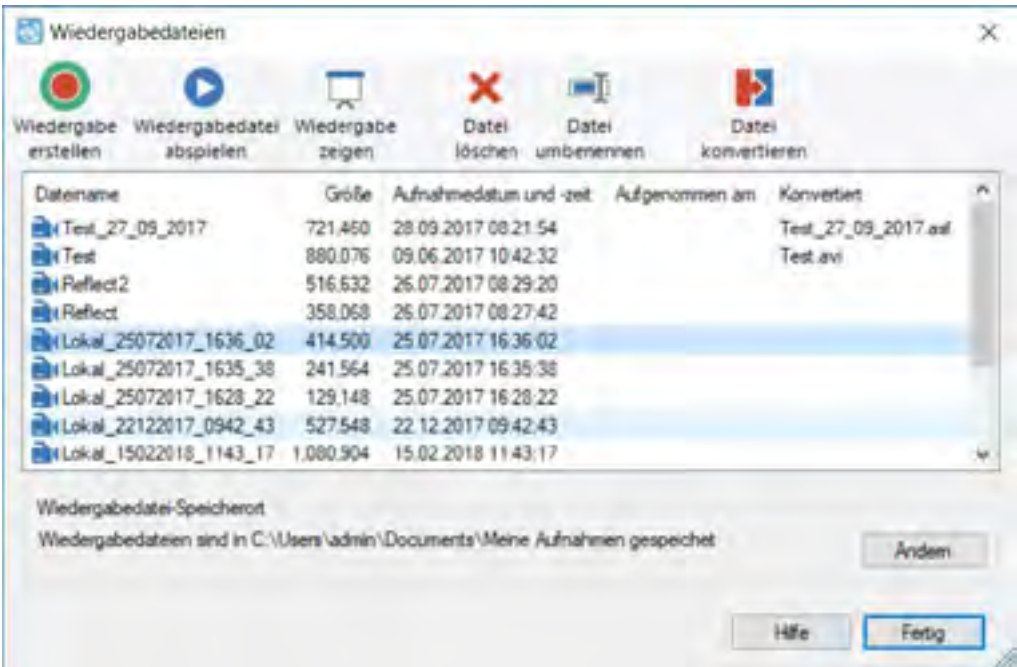 Wiedergabedateien
Wiedergabe erstellen
Wiedergabedatei abspielen
Wiedergabe zeigen
Datei löschen
Datei umbenennen
Datei konvertieren
Dateiname Größe Aufnahmedatum und -zeit Aufgenommen am Konvertiert
Test_27_09_2017 721,460 28.09.2017 08:21:54 Test_27_09_2017.asf
Test 880,076 09.06.2017 10:42:32 Test.avi
Reflect2 516,632 26.07.2017 08:29:20
Reflect 358,068 26.07.2017 08:27:42
Lokal_25072017_1636_02 414,500 25.07.2017 16:36:02
Lokal_25072017_1635_38 241,564 25.07.2017 16:35:38
Lokal_25072017_1628_22 129,148 25.07.2017 16:28:22
Lokal_22122017_0942_43 527,548 22.12.2017 09:42:43
Lokal_15022018_1143_17 1,080,904 15.02.2018 11:43:17
Wiedergabedatei-Speicherort
Wiedergabedateien sind in C:\Users\admin\Documents\Meine Aufnahmen gespeichet
Ändern
Hilfe Fertig